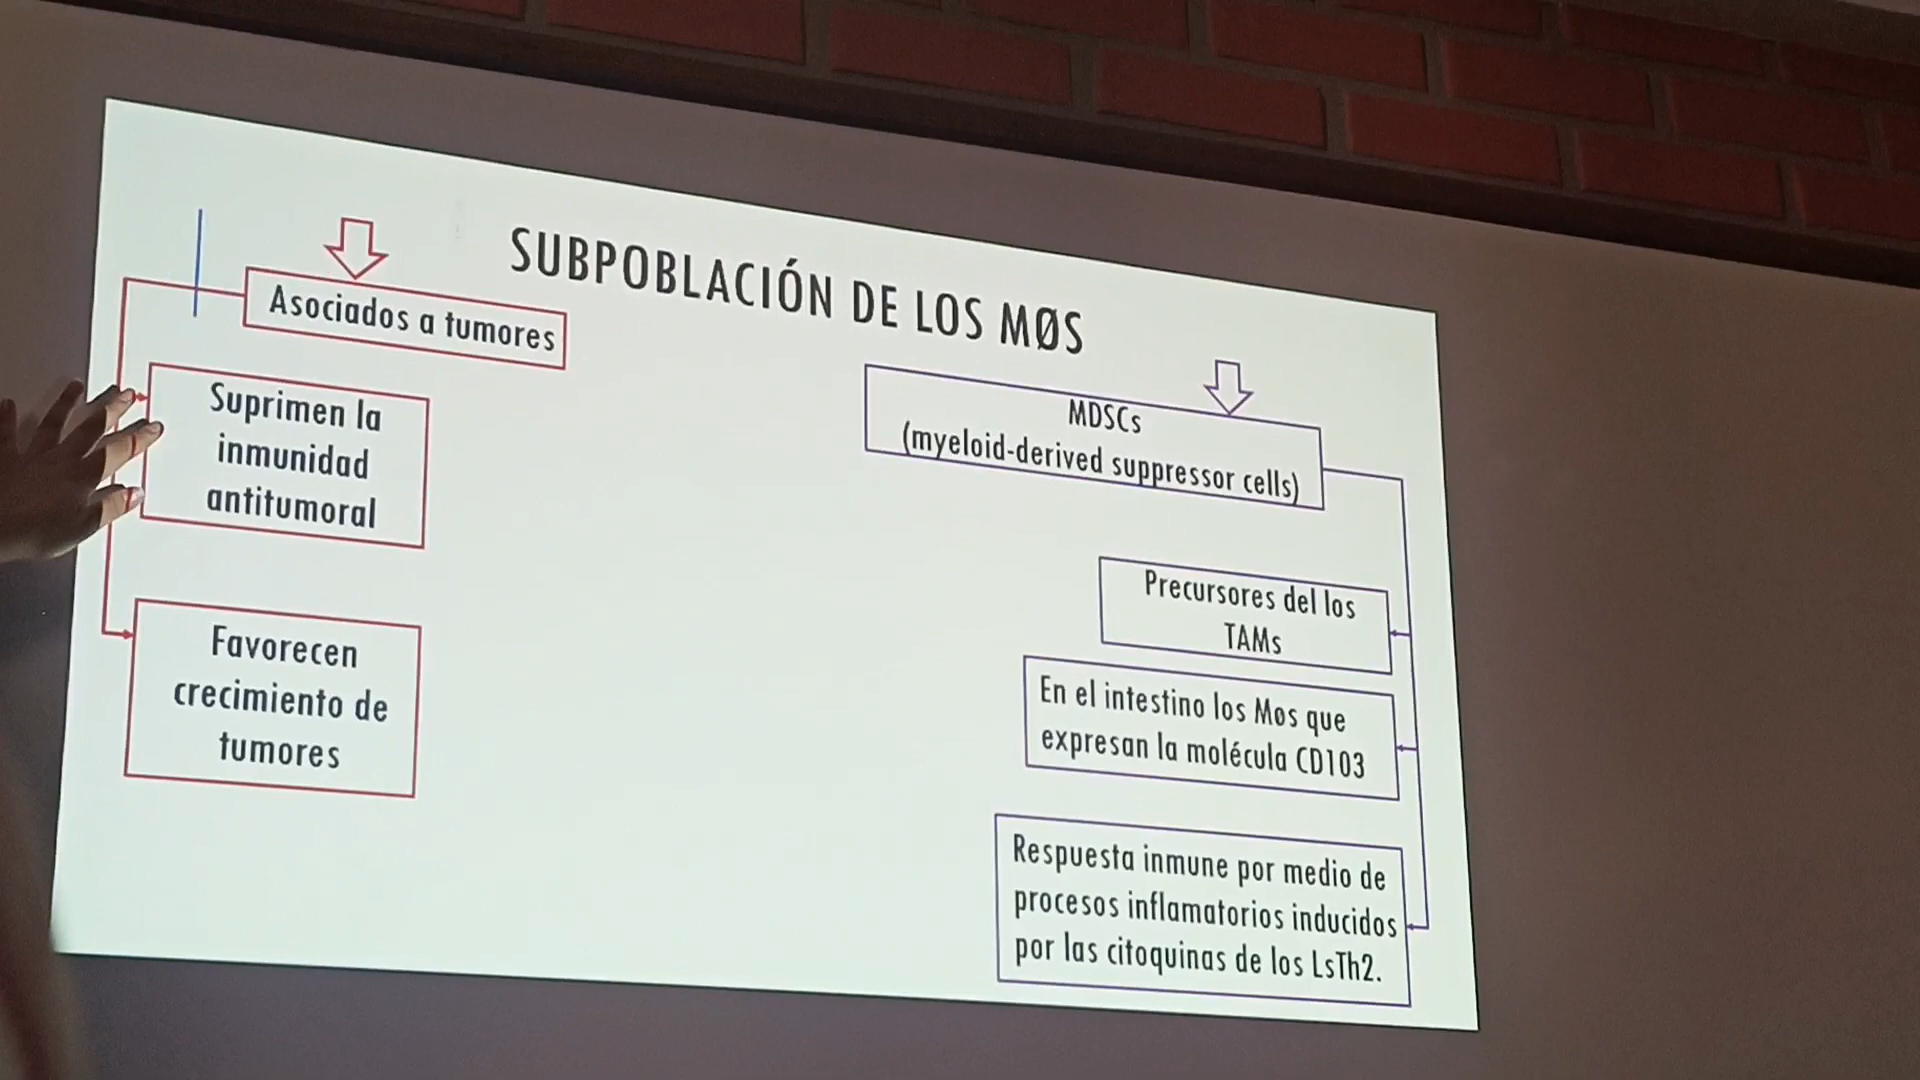 SUBPOBLACIÓN DE LOS MØS
Asociados a tumores
Suprimen la
inmunidad
antitumoral
Favorecen
crecimiento de
tumores
MDSCs
(myeloid-derived suppressor cells)
Precursores del los
TAMs
En el intestino los Møs que
expresan la molécula CD103
Respuesta inmune por medio de
procesos inflamatorios inducidos
por las citoquinas de los LsTh2.